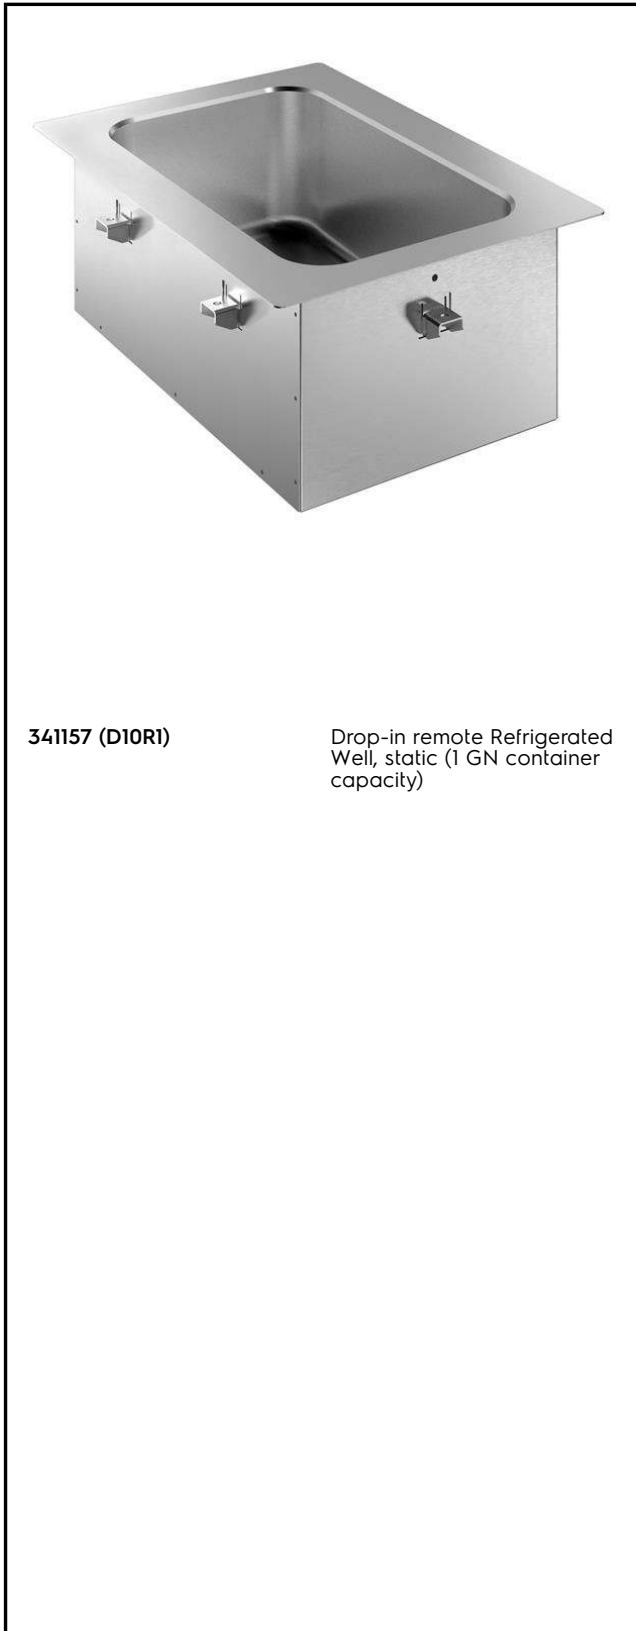 341157 (D10R1)
Drop-in remote Refrigerated
Well, static (1 GN container
capacity)